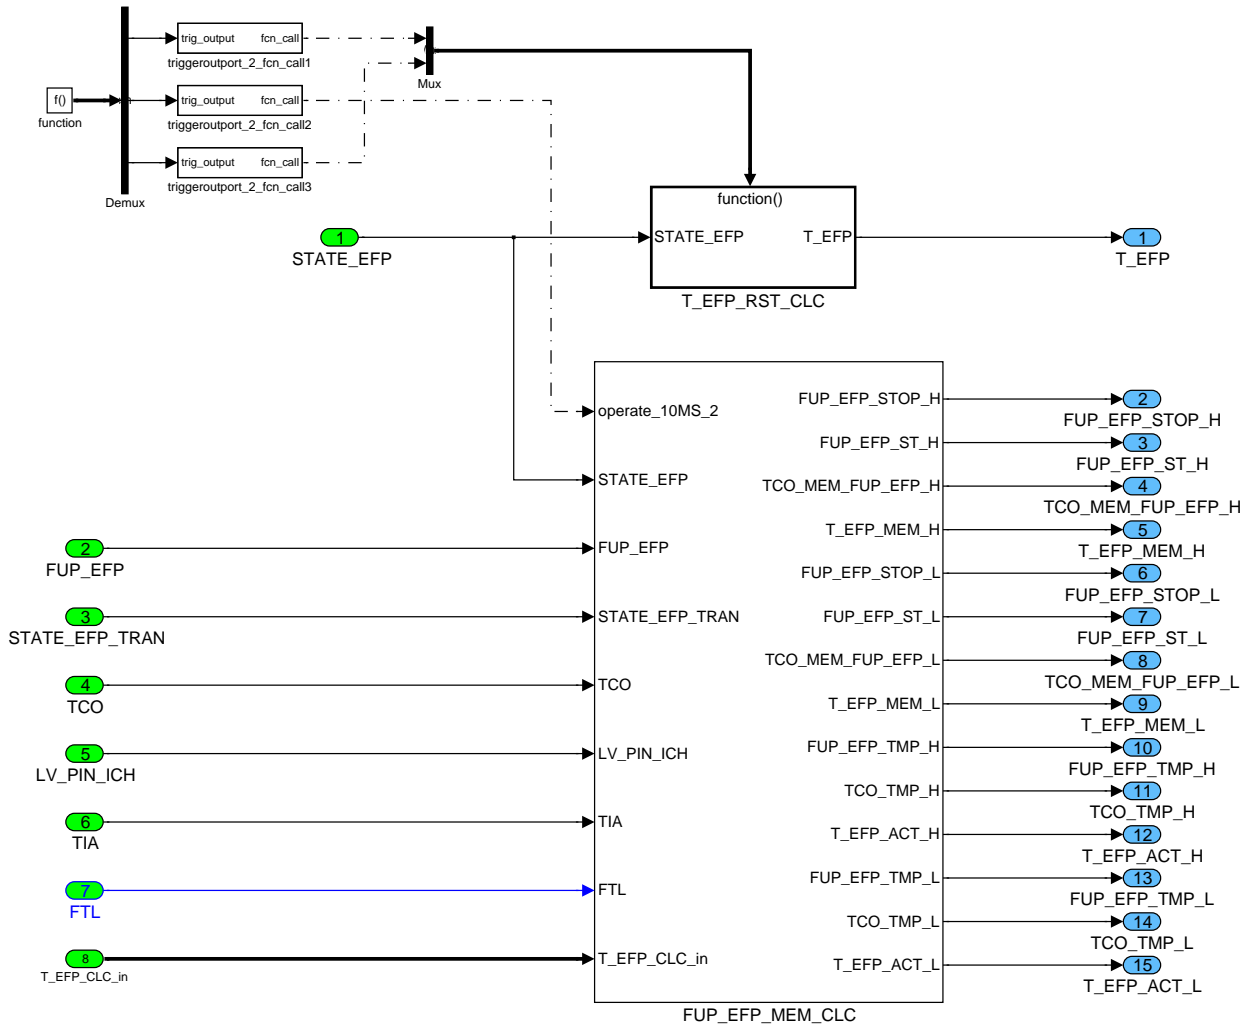 trig_output fcn_call
triggeroutport_2_fcn_call1
Mux
f()
function
trig_output fcn_call
triggeroutport_2_fcn_call2
trig_output fcn_call
triggeroutport_2_fcn_call3
Demux
function()
1
STATE_EFP
STATE_EFP T_EFP
T_EFP_RST_CLC
1
T_EFP
operate_10MS_2
STATE_EFP
2
FUP_EFP
FUP_EFP
3
STATE_EFP_TRAN
STATE_EFP_TRAN
4
TCO
TCO
5
LV_PIN_ICH
LV_PIN_ICH
6
TIA
TIA
7
FTL
FTL
8
T_EFP_CLC_in
T_EFP_CLC_in
FUP_EFP_STOP_H
2
FUP_EFP_STOP_H
FUP_EFP_ST_H
3
FUP_EFP_ST_H
TCO_MEM_FUP_EFP_H
4
TCO_MEM_FUP_EFP_H
T_EFP_MEM_H
5
T_EFP_MEM_H
FUP_EFP_STOP_L
6
FUP_EFP_STOP_L
FUP_EFP_ST_L
7
FUP_EFP_ST_L
TCO_MEM_FUP_EFP_L
8
TCO_MEM_FUP_EFP_L
T_EFP_MEM_L
9
T_EFP_MEM_L
FUP_EFP_TMP_H
10
FUP_EFP_TMP_H
TCO_TMP_H
11
TCO_TMP_H
T_EFP_ACT_H
12
T_EFP_ACT_H
FUP_EFP_TMP_L
13
FUP_EFP_TMP_L
TCO_TMP_L
14
TCO_TMP_L
T_EFP_ACT_L
15
T_EFP_ACT_L
FUP_EFP_MEM_CLC